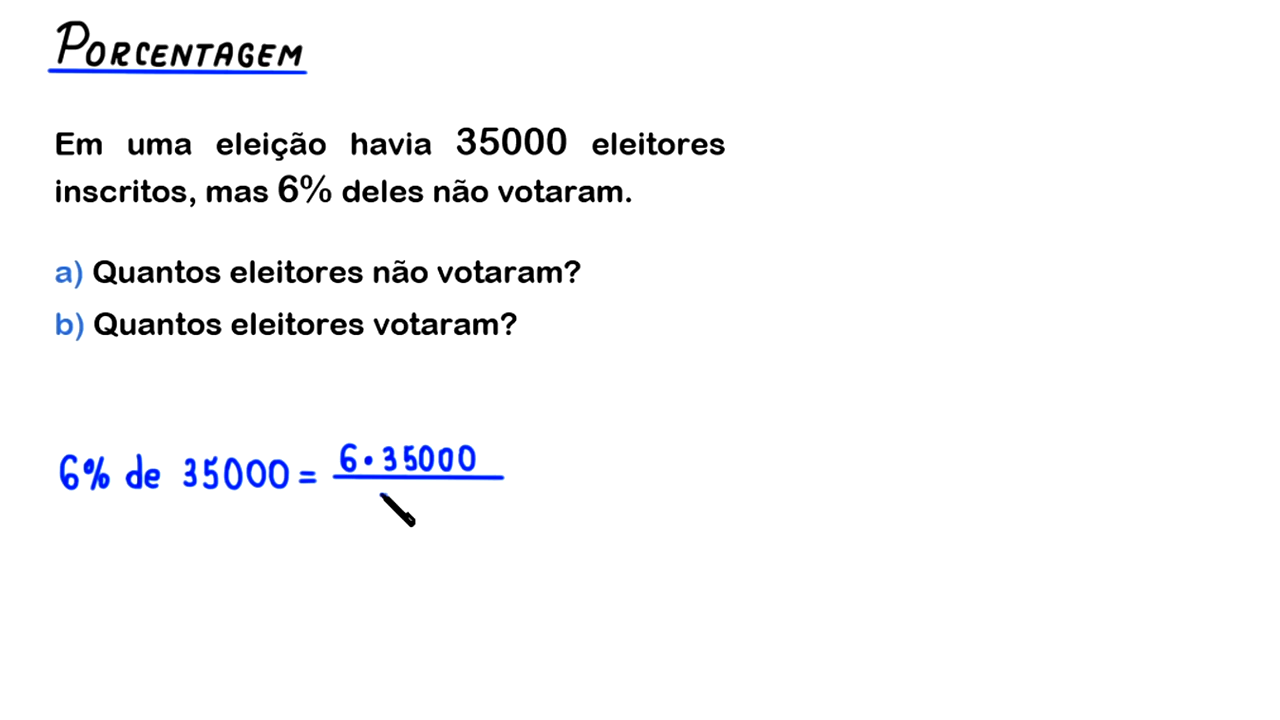 PORCENTAGEM
Em uma eleição havia 35000 eleitores
inscritos, mas 6% deles não votaram.
a) Quantos eleitores não votaram?
b) Quantos eleitores votaram?
6% de 35000 = 6 • 35000